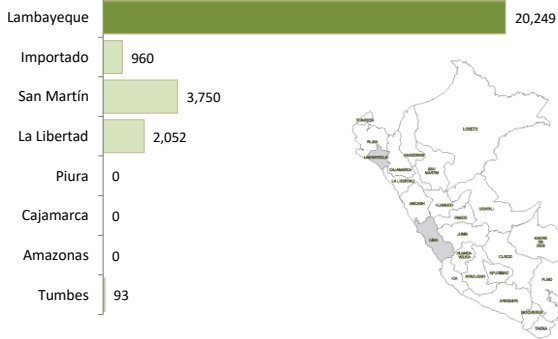 Lambayeque 20,249
Importado 960
San Martín 3,750
La Libertad 2,052
Piura 0
Cajamarca 0
Amazonas 0
Tumbes 93
TUMBES
PIURA
LORETO
LAMBAYEQUE
AMAZONAS
CAJAMARCA
SAN MARTIN
LA LIBERTAD
ANCASH
HUANUCO
UCAYALI
PASCO
LIMA
JUNIN
MADRE DE DIOS
HUANCAVELICA
CUSCO
ICA
AYACUCHO
APURIMAC
PUNO
AREQUIPA
MOQUEGUA
TACNA